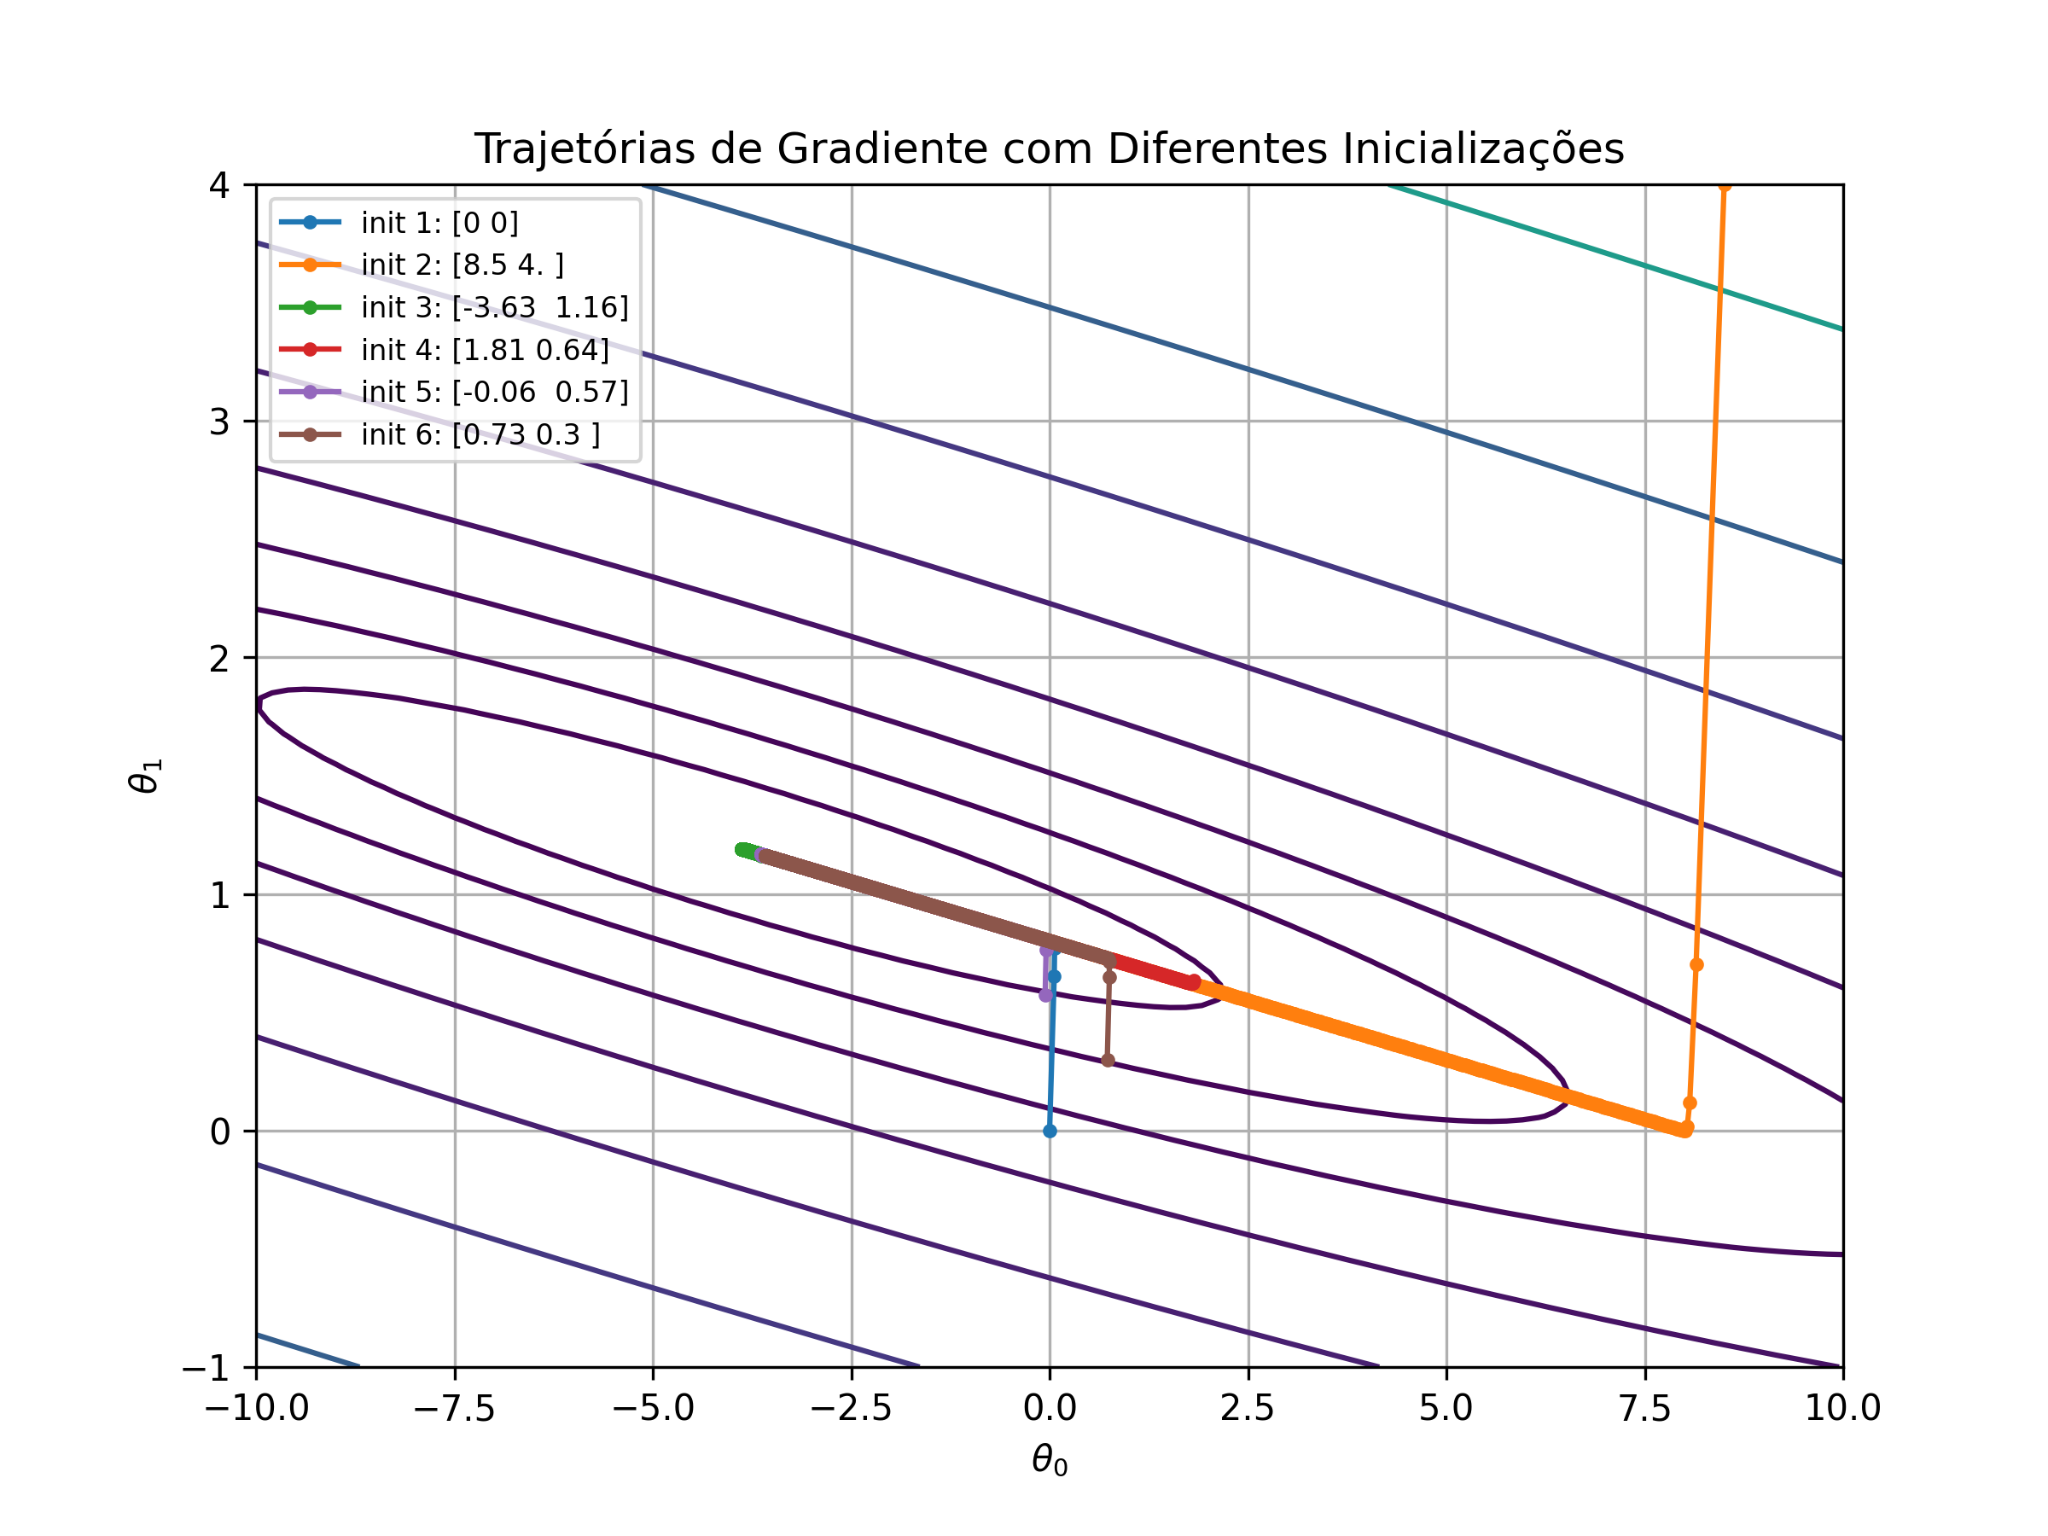 Trajetórias de Gradiente com Diferentes Inicializações
init 1: [0 0]
init 2: [8.5 4. ]
init 3: [-3.63  1.16]
init 4: [1.81 0.64]
init 5: [-0.06  0.57]
init 6: [0.73 0.3 ]
4
3
2
1
0
−1
θ₁
−10.0 −7.5 −5.0 −2.5 0.0 2.5 5.0 7.5 10.0
θ₀